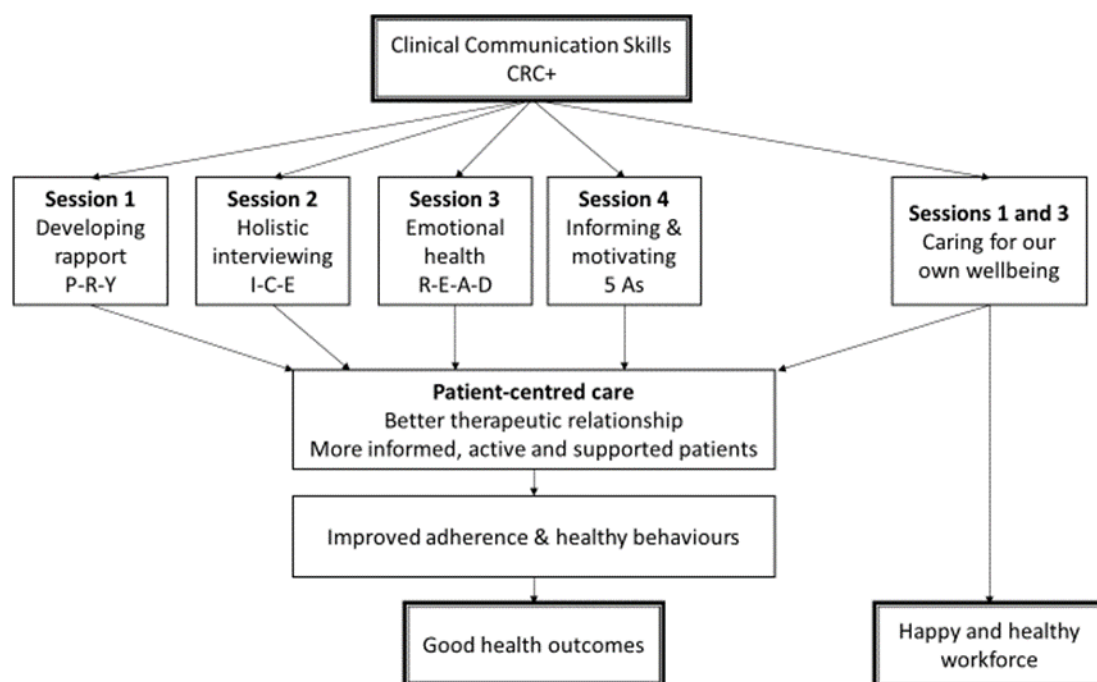 Clinical Communication Skills
CRC+
Session 1
Developing
rapport
P-R-Y
Session 2
Holistic
interviewing
I-C-E
Session 3
Emotional
health
R-E-A-D
Session 4
Informing &
motivating
5 As
Sessions 1 and 3
Caring for our
own wellbeing
Patient-centred care
Better therapeutic relationship
More informed, active and supported patients
Improved adherence & healthy behaviours
Good health outcomes
Happy and healthy
workforce